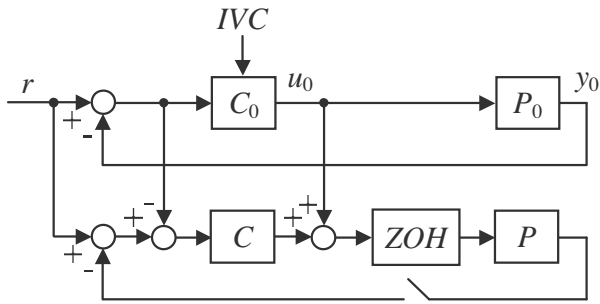 IVC
r
u₀
y₀
C₀
P₀
+
-
-
+
+
+
C
ZOH
P
+
-